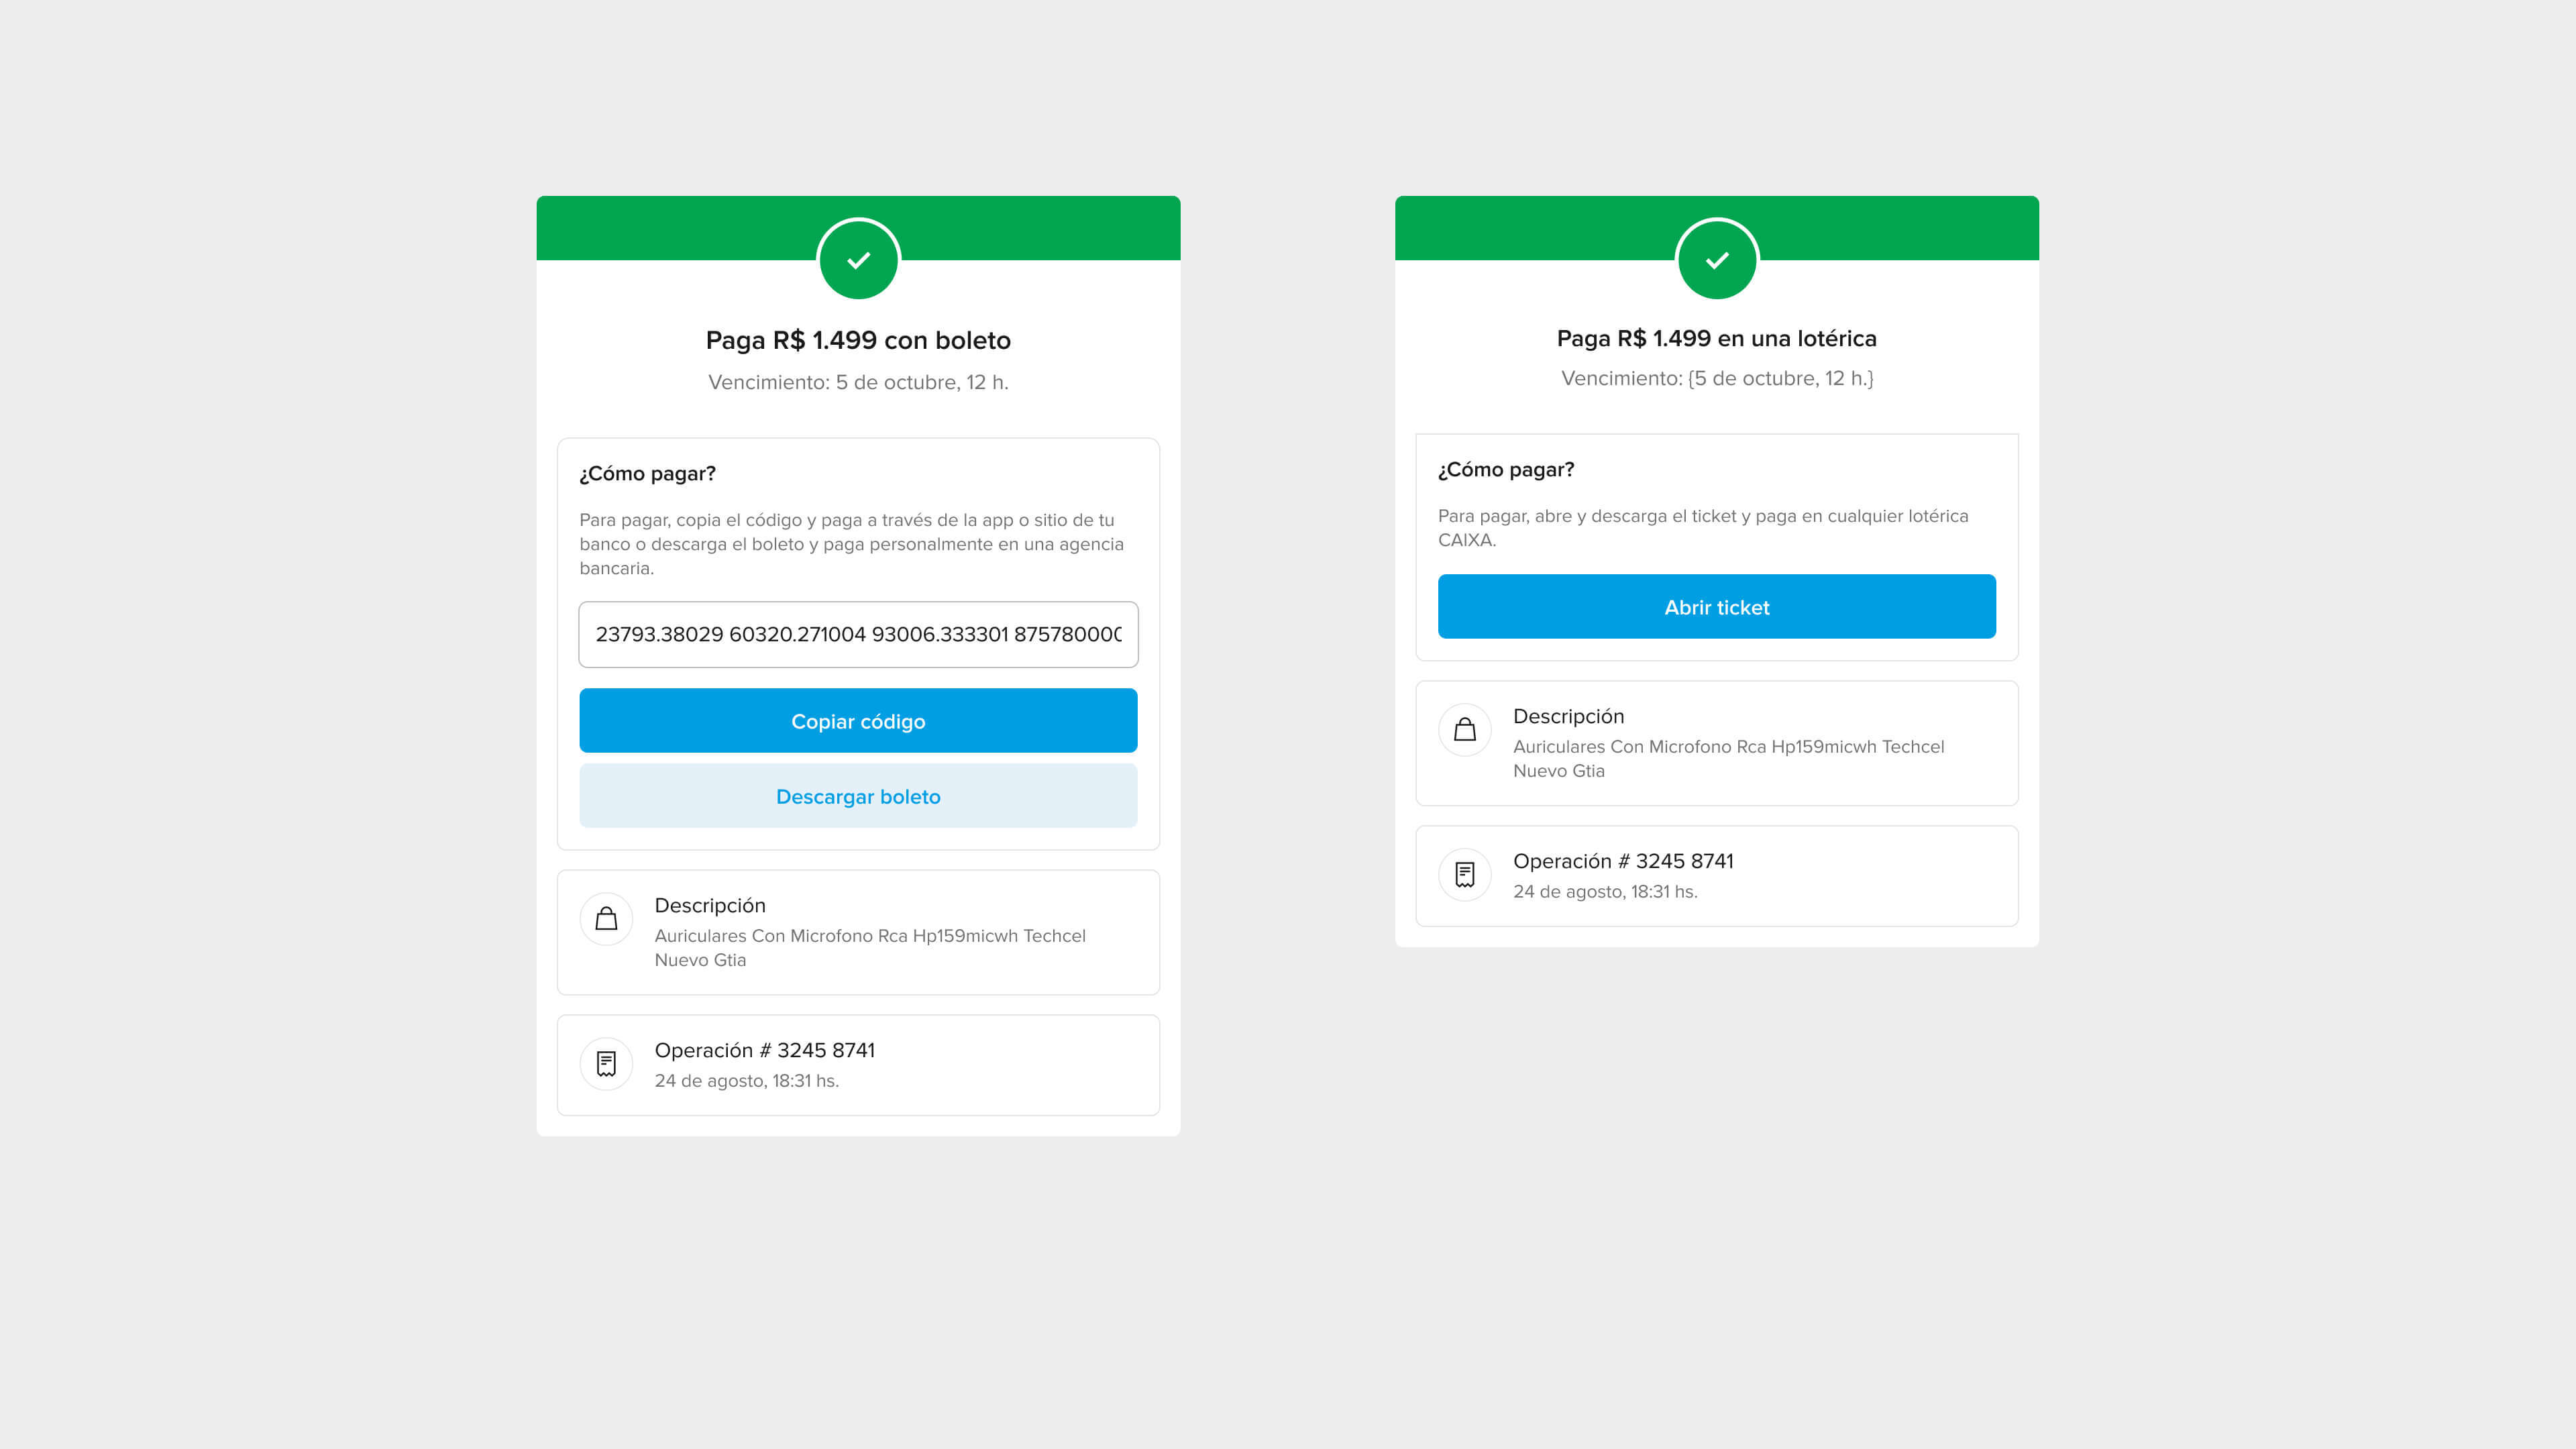 Paga R$ 1.499 con boleto
Vencimiento: 5 de octubre, 12 h.
¿Cómo pagar?
Para pagar, copia el código y paga a través de la app o sitio de tu
banco o descarga el boleto y paga personalmente en una agencia
bancaria.
23793.38029 60320.271004 93006.333301 87578000
Copiar código
Descargar boleto
Descripción
Auriculares Con Microfono Rca Hp159micwh Techcel
Nuevo Gtia
Operación # 3245 8741
24 de agosto, 18:31 hs.
Paga R$ 1.499 en una lotérica
Vencimiento: {5 de octubre, 12 h.}
¿Cómo pagar?
Para pagar, abre y descarga el ticket y paga en cualquier lotérica
CAIXA.
Abrir ticket
Descripción
Auriculares Con Microfono Rca Hp159micwh Techcel
Nuevo Gtia
Operación # 3245 8741
24 de agosto, 18:31 hs.